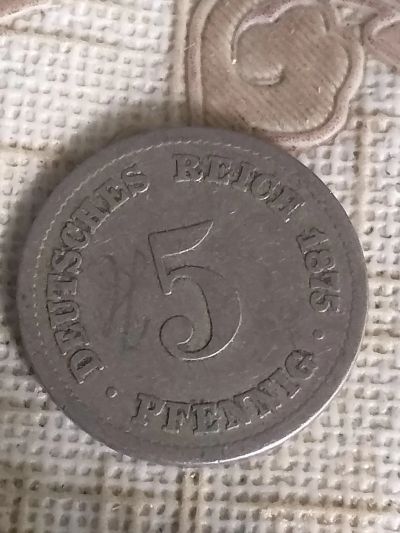 DEUTSCHES REICH 1875
5
· PFENNIG ·